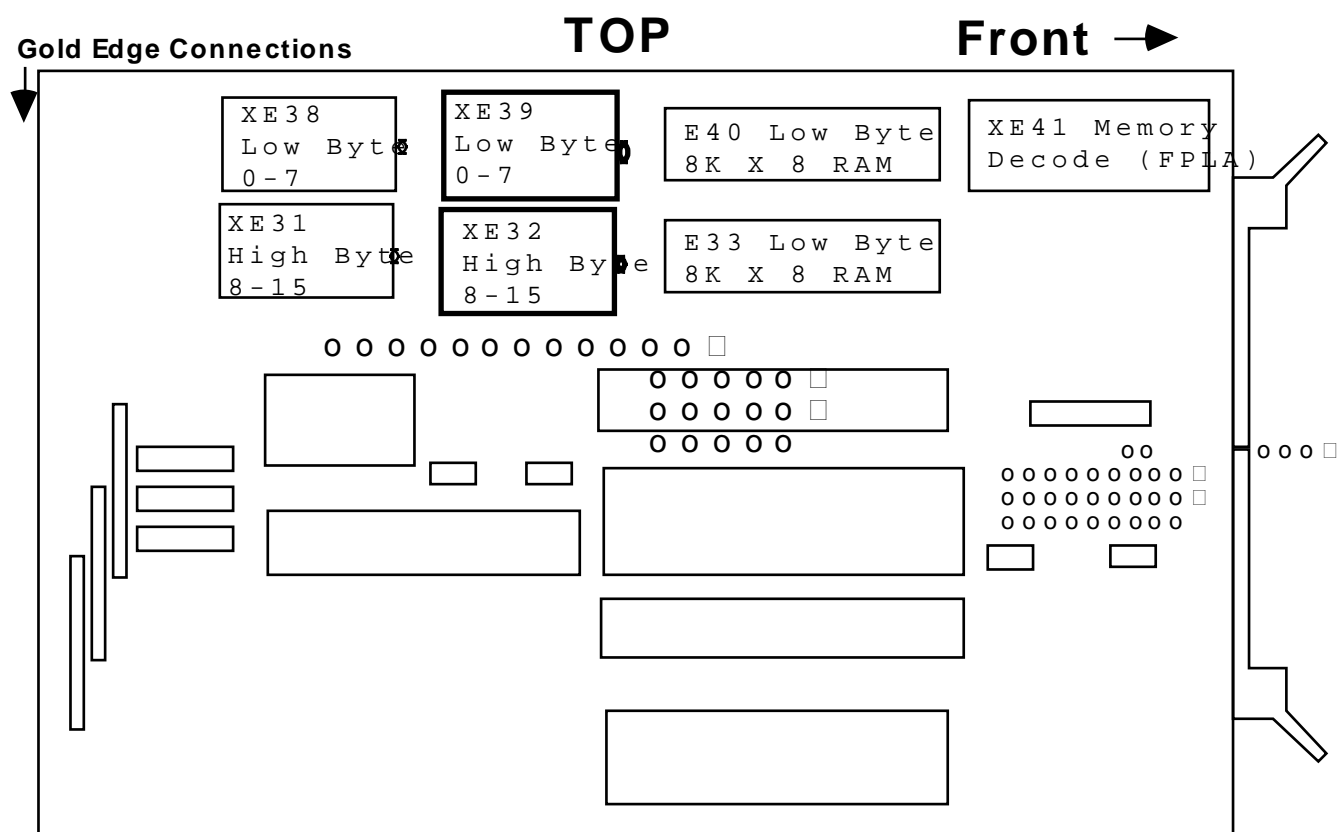 TOP
Front
Gold Edge Connections
XE38
Low Byte
0-7
XE39
Low Byte
0-7
E40 Low Byte
8K X 8 RAM
XE41 Memory
Decode (FPLA)
XE31
High Byte
8-15
XE32
High Byte
8-15
E33 Low Byte
8K X 8 RAM
o o o o o o o o o o o o □
o o o o o □
o o o o o □
o o o o o
o o
o o o □
o o o o o o o o o □
o o o o o o o o o □
o o o o o o o o o